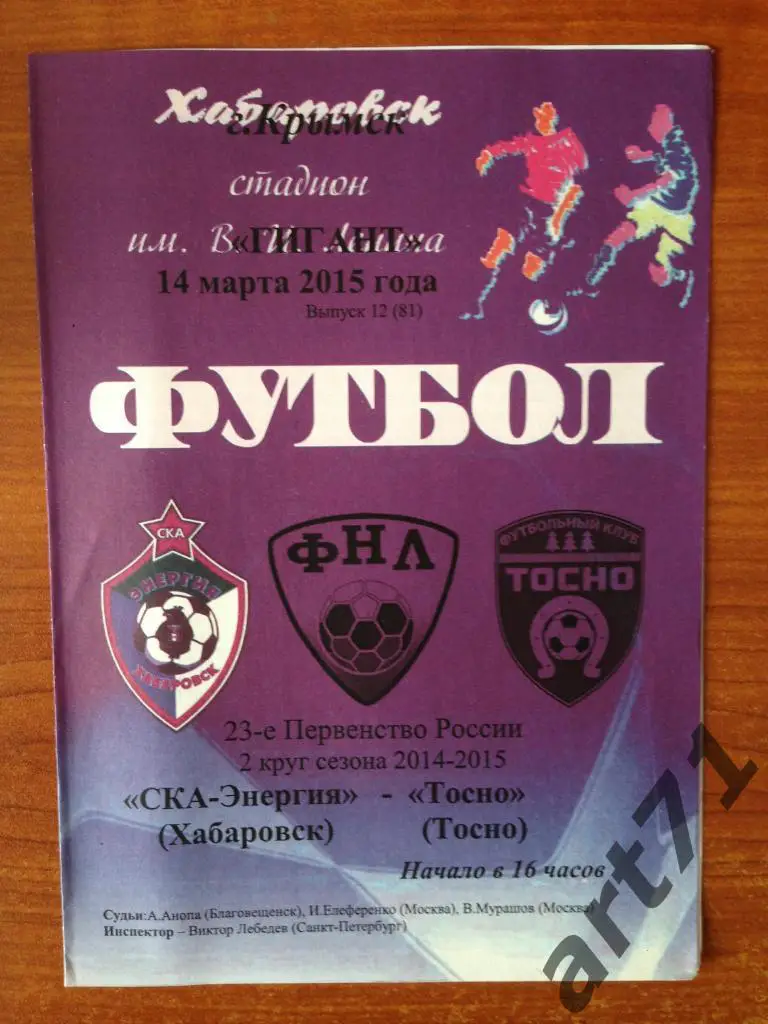 Хабаровск
г.Крымск
стадион
им. В. И. Ленина
«ГИГАНТ»
14 марта 2015 года
Выпуск 12 (81)
ФУТБОЛ
СКА
ЭНЕРГИЯ
ХАБАРОВСК
ФНЛ
ФУТБОЛЬНЫЙ КЛУБ
ТОСНО
23-е Первенство России
2 круг сезона 2014-2015
«СКА-Энергия» - «Тосно»
(Хабаровск) (Тосно)
Начало в 16 часов
Судьи:А.Анопа (Благовещенск), И.Елеференко (Москва), В.Мурашов (Москва)
Инспектор – Виктор Лебедев (Санкт-Петербург)
art71